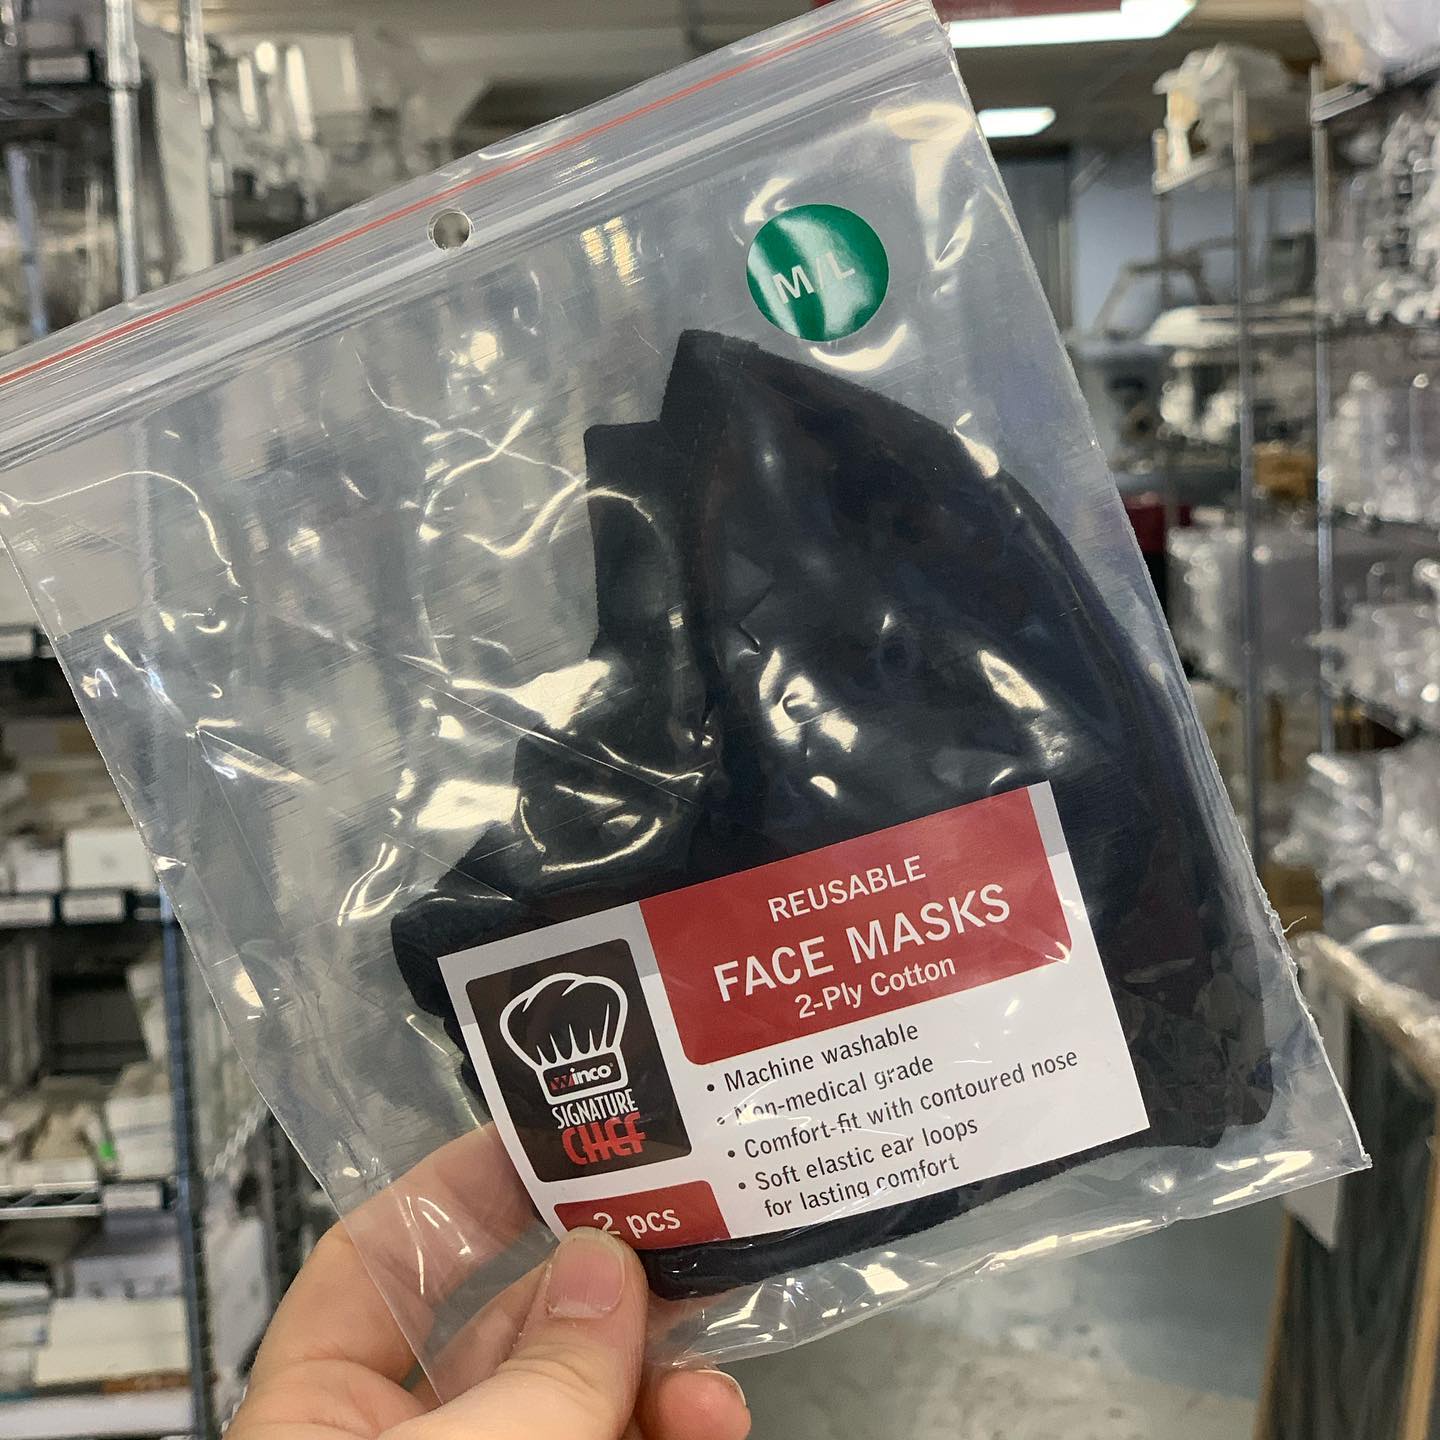 M/L
REUSABLE
FACE MASKS
2-Ply Cotton
Winco
SIGNATURE
CHEF
• Machine washable
• Non-medical grade
• Comfort-fit with contoured nose
• Soft elastic ear loops
for lasting comfort
2 pcs